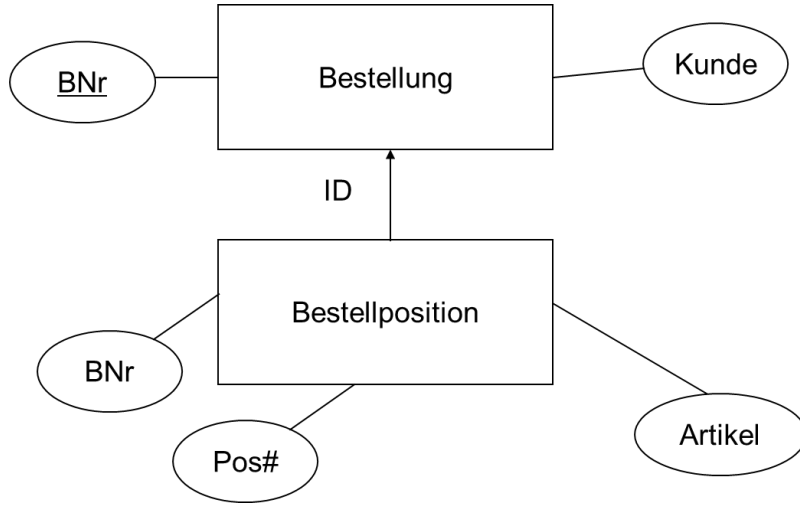 BNr
Bestellung
Kunde
ID
Bestellposition
BNr
Pos#
Artikel